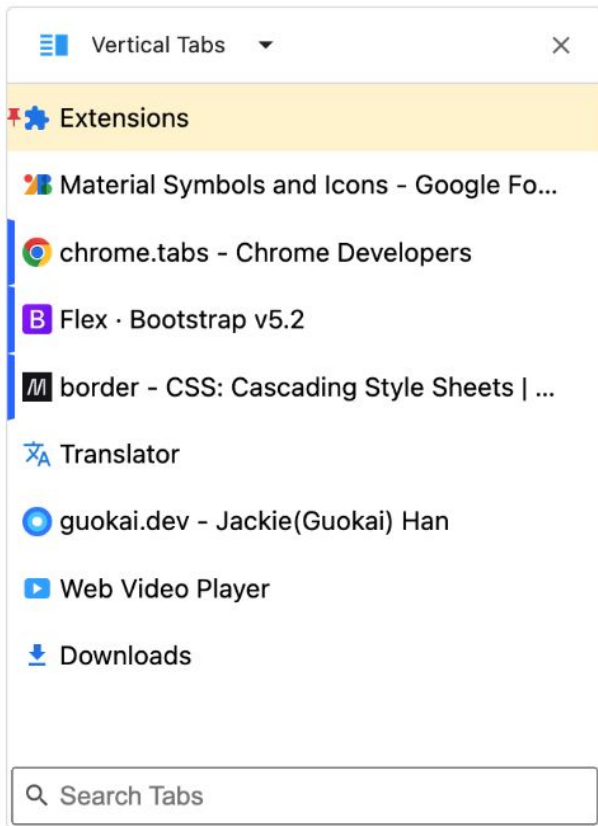 Vertical Tabs
Extensions
Material Symbols and Icons - Google Fo...
chrome.tabs - Chrome Developers
B Flex · Bootstrap v5.2
border - CSS: Cascading Style Sheets | ...
Translator
guokai.dev - Jackie(Guokai) Han
Web Video Player
Downloads
Search Tabs